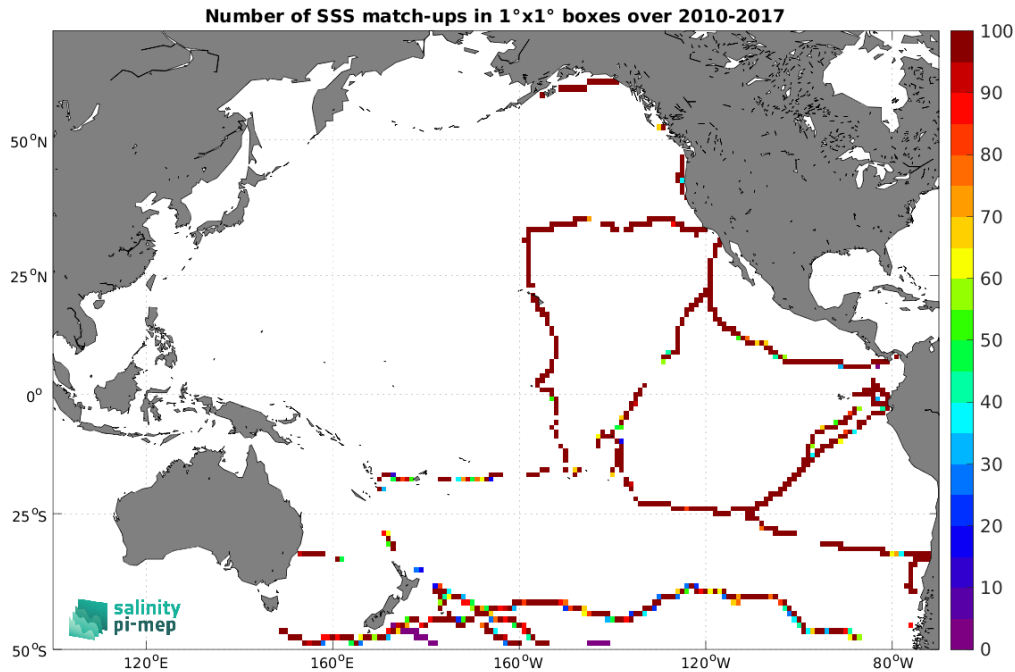 Number of SSS match-ups in 1°x1° boxes over 2010-2017
50°N
25°N
0°
25°S
50°S
120°E
160°E
160°W
120°W
80°W
100
90
80
70
60
50
40
30
20
10
0
salinity
pi-mep